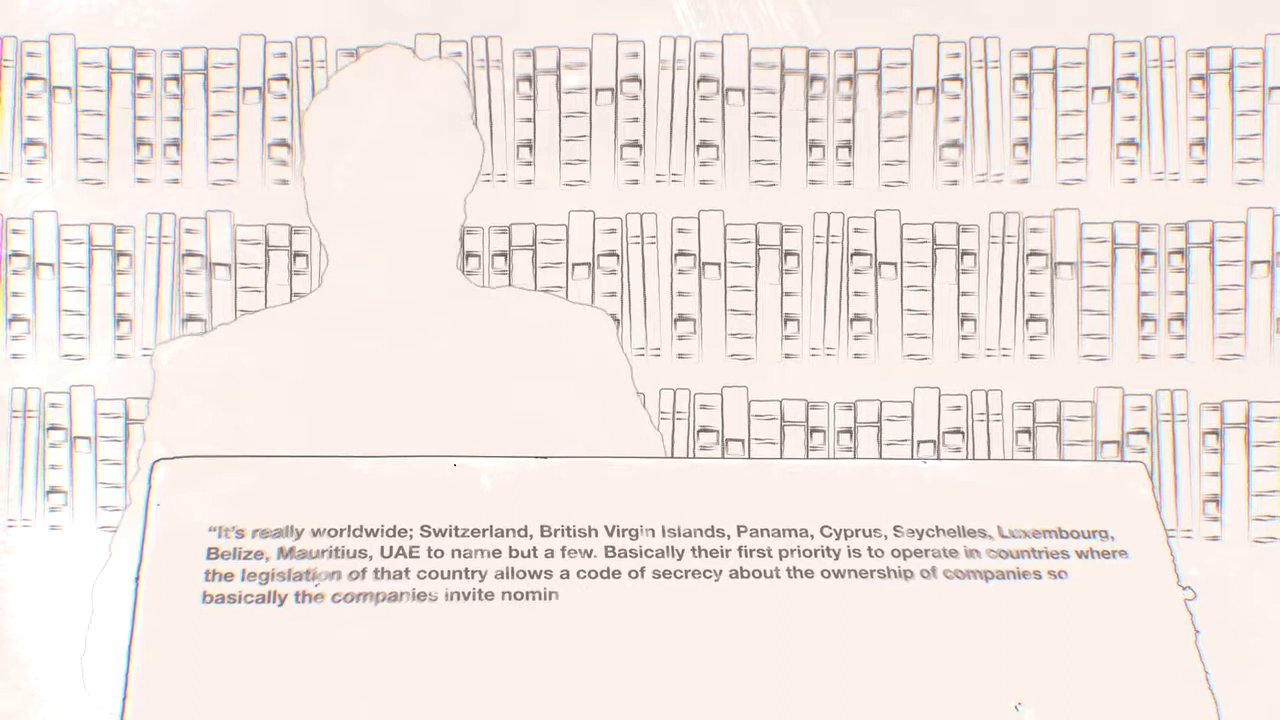 “It's really worldwide; Switzerland, British Virgin Islands, Panama, Cyprus, Seychelles, Luxembourg,
Belize, Mauritius, UAE to name but a few. Basically their first priority is to operate in countries where
the legislation of that country allows a code of secrecy about the ownership of companies so
basically the companies invite nomin